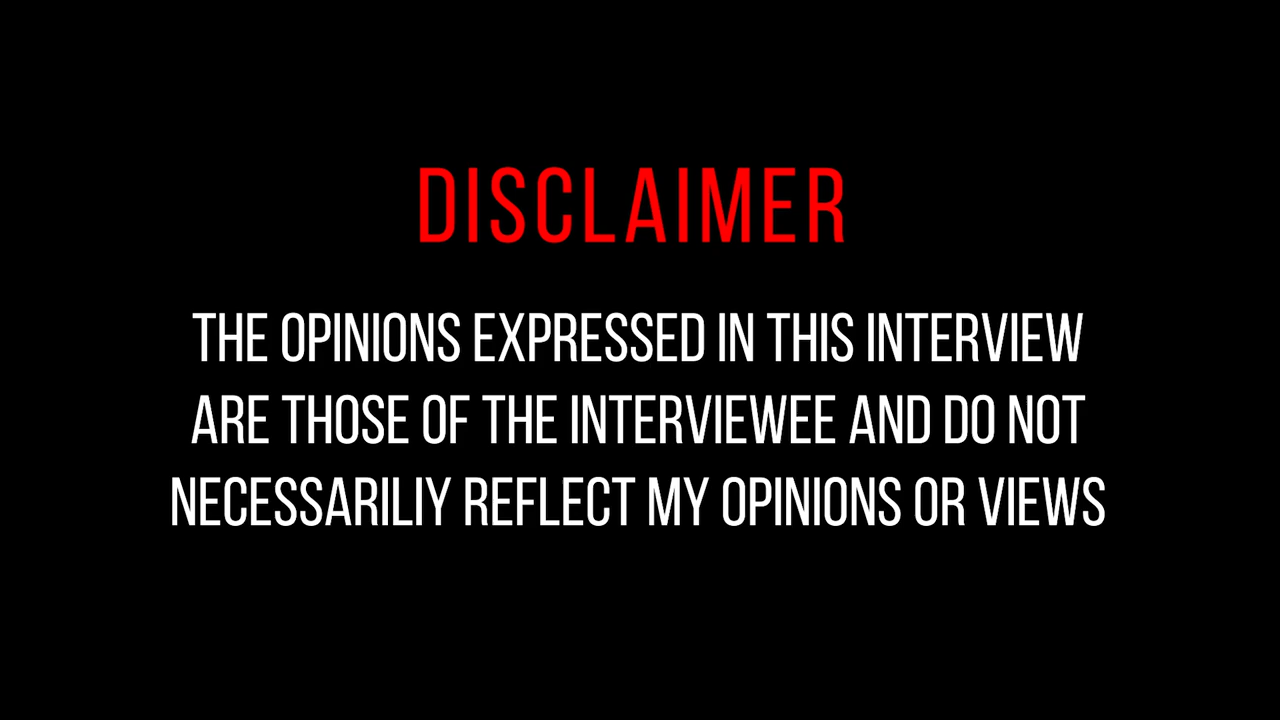 DISCLAIMER
THE OPINIONS EXPRESSED IN THIS INTERVIEW
ARE THOSE OF THE INTERVIEWEE AND DO NOT
NECESSARILIY REFLECT MY OPINIONS OR VIEWS